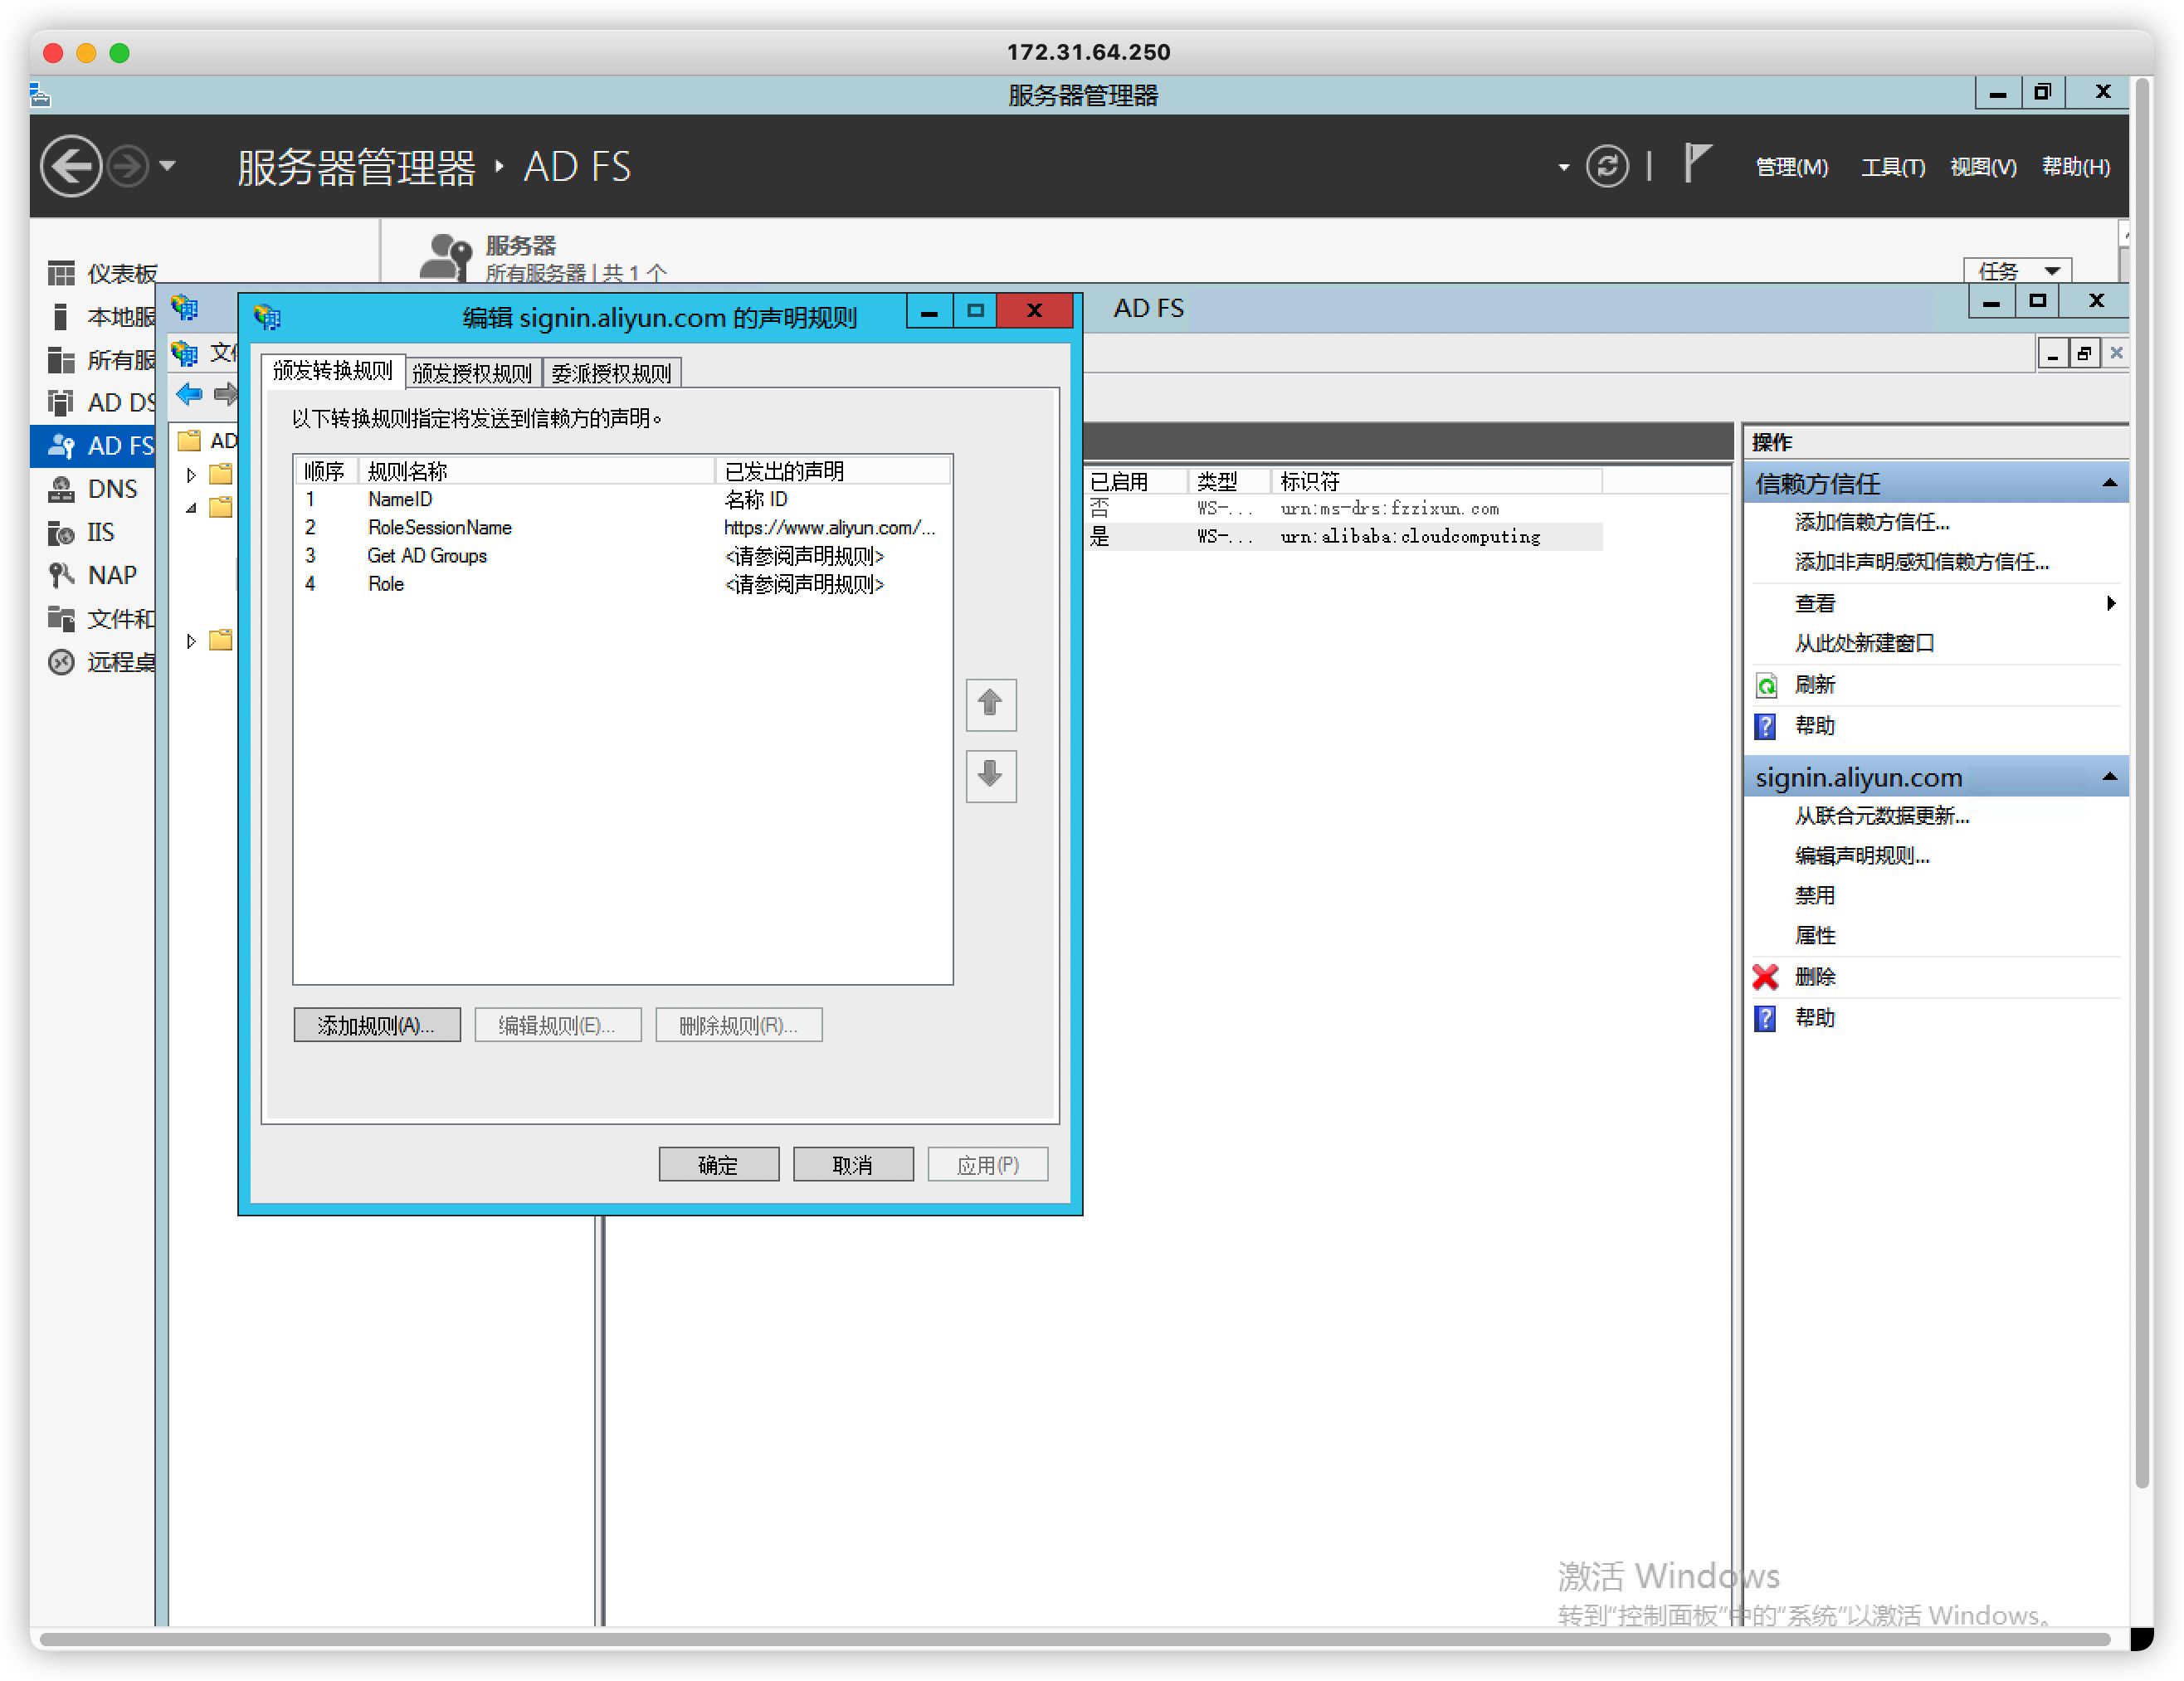 172.31.64.250
服务器管理器
服务器管理器 · AD FS
管理(M) 工具(T) 视图(V) 帮助(H)
仪表板
本地服
所有服
AD DS
AD FS
DNS
IIS
NAP
文件和
远程桌
服务器
所有服务器 | 共 1 个
任务
AD FS
文件
AD
编辑 signin.aliyun.com 的声明规则
颁发转换规则 颁发授权规则 委派授权规则
以下转换规则指定将发送到信赖方的声明。
顺序 规则名称 已发出的声明
1 NameID 名称 ID
2 RoleSessionName https://www.aliyun.com/...
3 Get AD Groups <请参阅声明规则>
4 Role <请参阅声明规则>
添加规则(A)... 编辑规则(E)... 删除规则(R)...
确定 取消 应用(P)
已启用 类型 标识符
否 WS-... urn:ms-drs:fzzixun.com
是 WS-... urn:alibaba:cloudcomputing
操作
信赖方信任
添加信赖方信任...
添加非声明感知信赖方信任...
查看
从此处新建窗口
刷新
帮助
signin.aliyun.com
从联合元数据更新...
编辑声明规则...
禁用
属性
删除
帮助
激活 Windows
转到“控制面板”中的“系统”以激活 Windows。